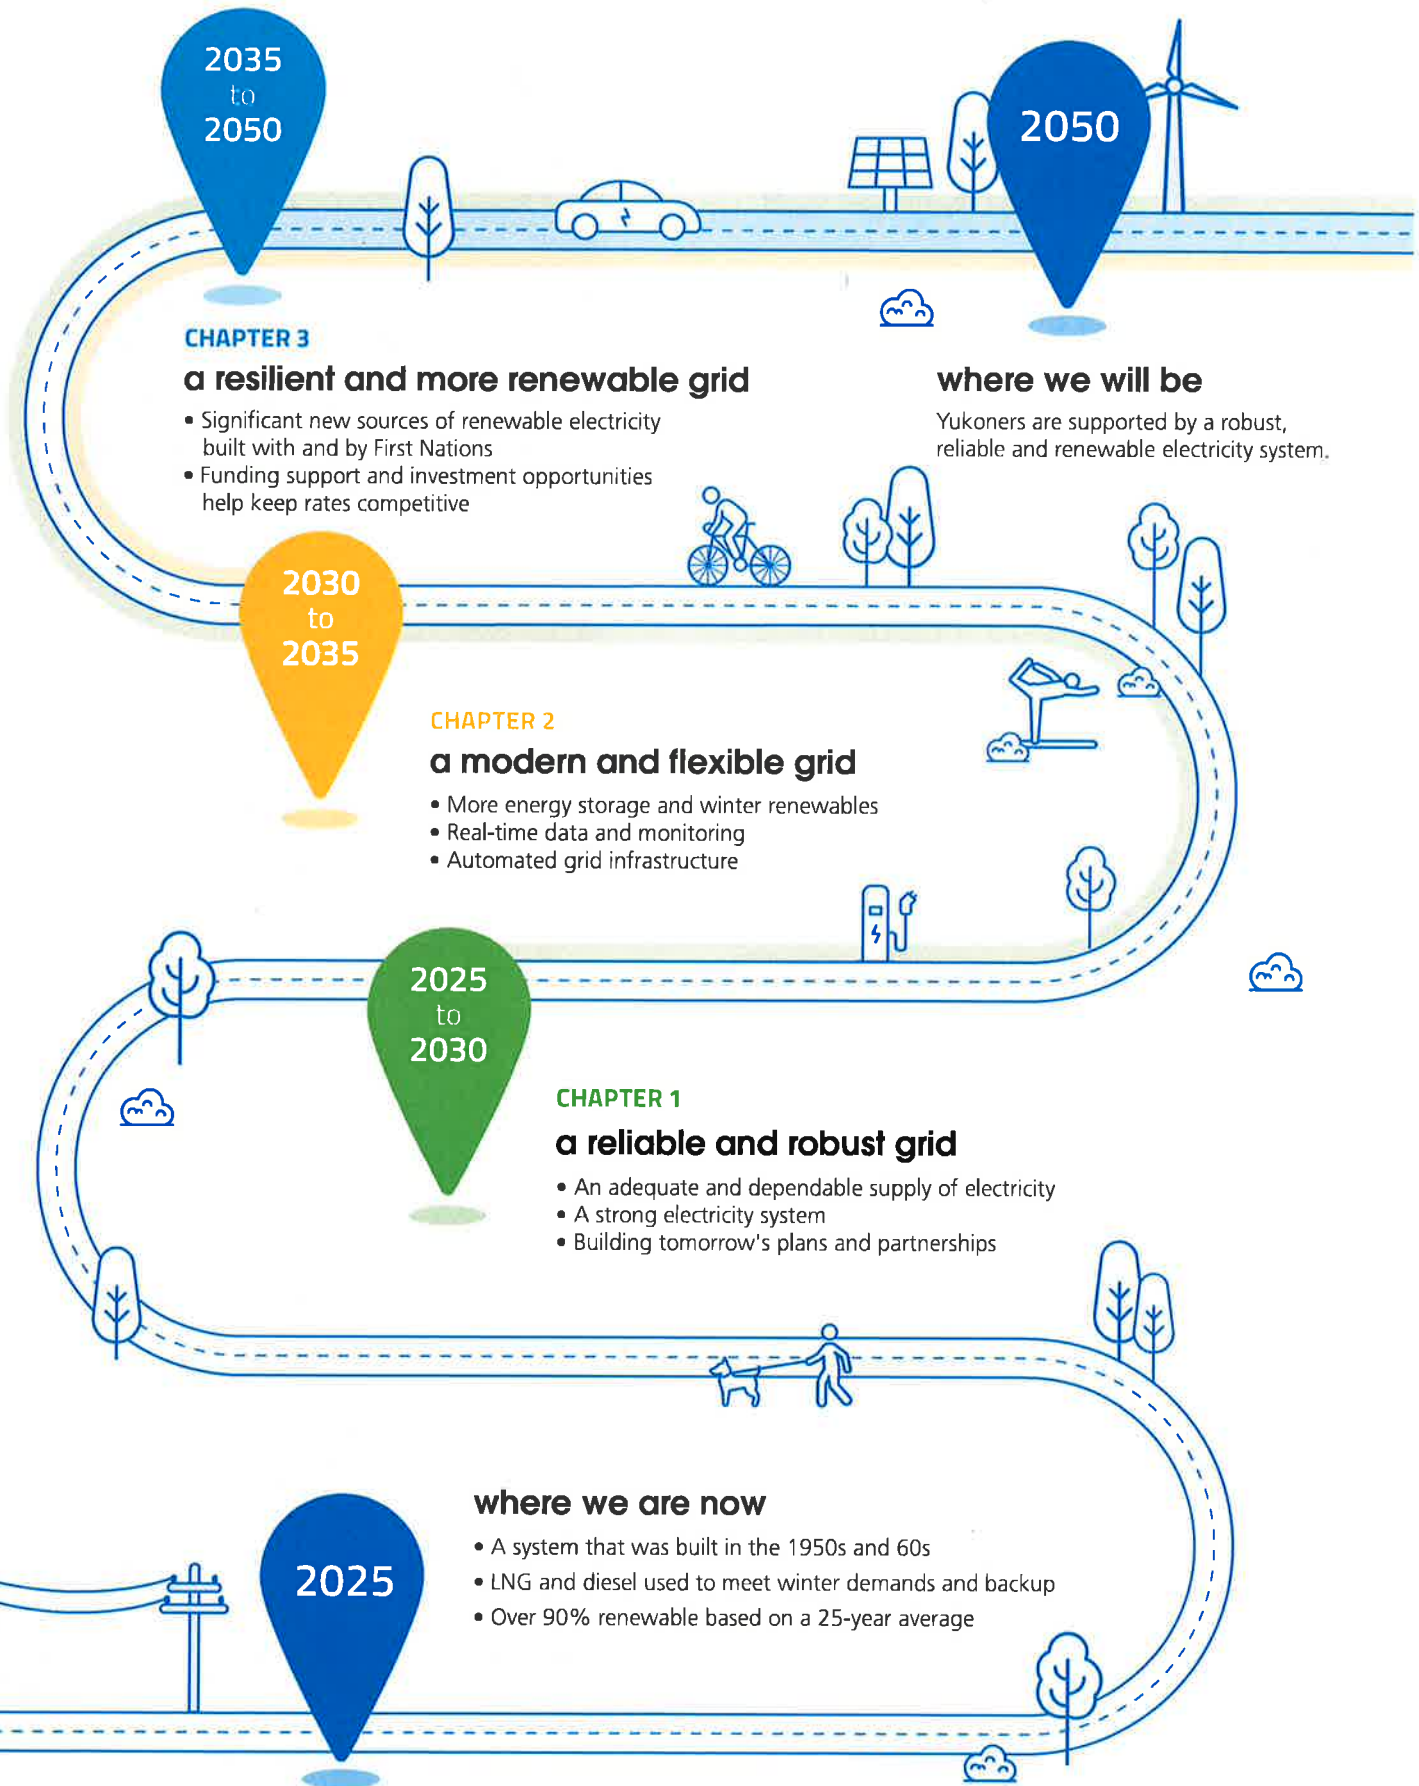 2035
to
2050
2050
CHAPTER 3
a resilient and more renewable grid
• Significant new sources of renewable electricity
built with and by First Nations
• Funding support and investment opportunities
help keep rates competitive
where we will be
Yukoners are supported by a robust,
reliable and renewable electricity system.
2030
to
2035
CHAPTER 2
a modern and flexible grid
• More energy storage and winter renewables
• Real-time data and monitoring
• Automated grid infrastructure
2025
to
2030
CHAPTER 1
a reliable and robust grid
• An adequate and dependable supply of electricity
• A strong electricity system
• Building tomorrow's plans and partnerships
2025
where we are now
• A system that was built in the 1950s and 60s
• LNG and diesel used to meet winter demands and backup
• Over 90% renewable based on a 25-year average